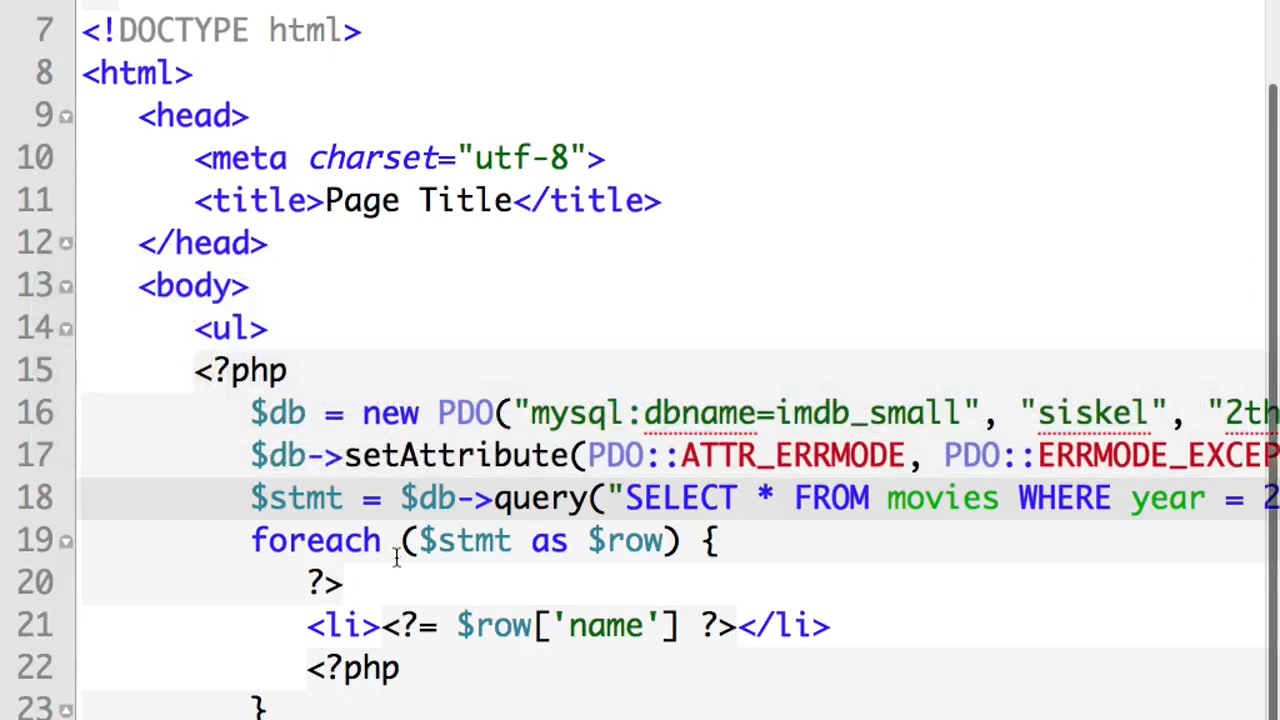 7 <!DOCTYPE html>
8 <html>
9 <head>
10 <meta charset="utf-8">
11 <title>Page Title</title>
12 </head>
13 <body>
14 <ul>
15 <?php
16 $db = new PDO("mysql:dbname=imdb_small", "siskel", "2th
17 $db->setAttribute(PDO::ATTR_ERRMODE, PDO::ERRMODE_EXCEP
18 $stmt = $db->query("SELECT * FROM movies WHERE year = 2
19 foreach ($stmt as $row) {
20 ?>
21 <li><?= $row['name'] ?></li>
22 <?php
23 }